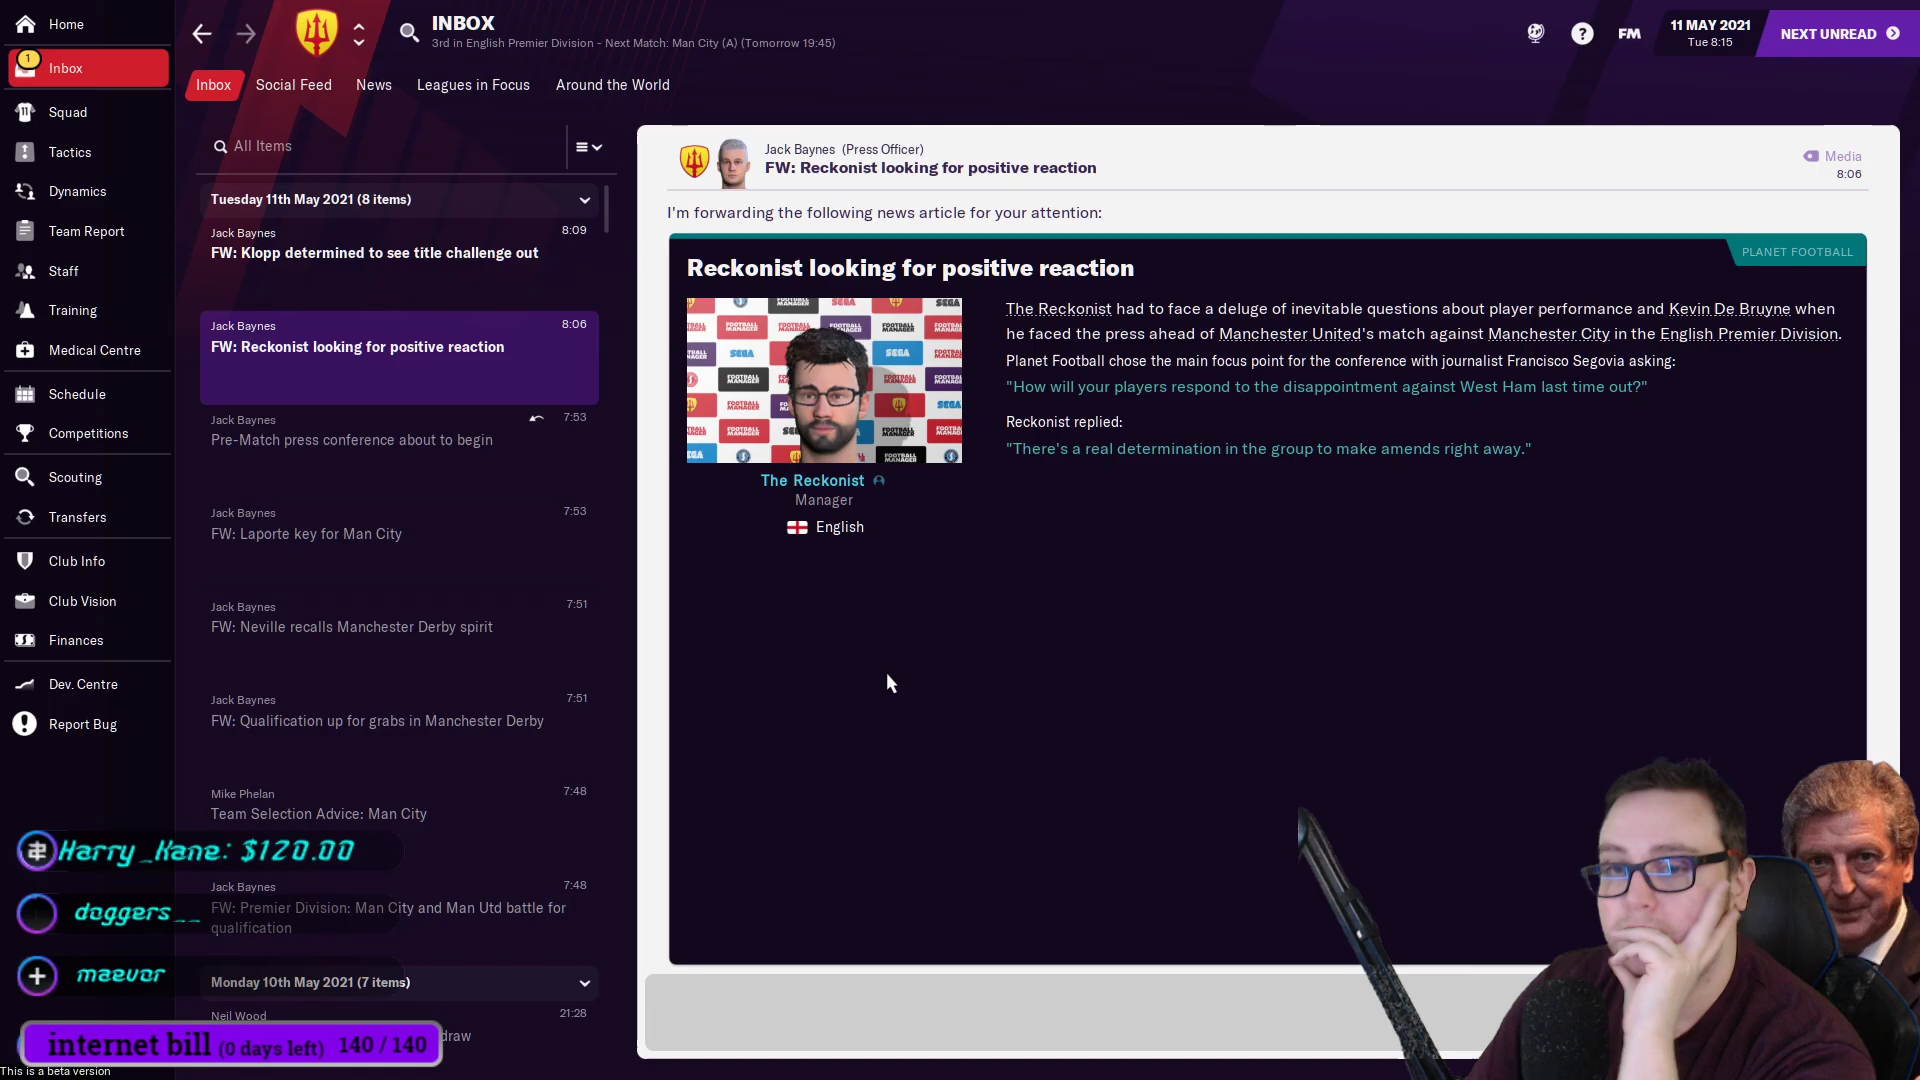 Home
1
Inbox
Squad
Tactics
Dynamics
Team Report
Staff
Training
Medical Centre
Schedule
Competitions
Scouting
Transfers
Club Info
Club Vision
Finances
Dev. Centre
Report Bug
INBOX
3rd in English Premier Division - Next Match: Man City (A) (Tomorrow 19:45)
?
FM
11 MAY 2021
Tue 8:15
NEXT UNREAD
Inbox
Social Feed
News
Leagues in Focus
Around the World
All Items
Tuesday 11th May 2021 (8 items)
Jack Baynes
8:09
FW: Klopp determined to see title challenge out
Jack Baynes
8:06
FW: Reckonist looking for positive reaction
Jack Baynes
7:53
Pre-Match press conference about to begin
Jack Baynes
7:53
FW: Laporte key for Man City
Jack Baynes
7:51
FW: Neville recalls Manchester Derby spirit
Jack Baynes
7:51
FW: Qualification up for grabs in Manchester Derby
Mike Phelan
7:48
Team Selection Advice: Man City
Jack Baynes
7:48
FW: Premier Division: Man City and Man Utd battle for
qualification
Monday 10th May 2021 (7 items)
Neil Wood
21:28
draw
Jack Baynes (Press Officer)
FW: Reckonist looking for positive reaction
Media
8:06
I'm forwarding the following news article for your attention:
PLANET FOOTBALL
Reckonist looking for positive reaction
SEGA
FOOTBALL MANAGER
The Reckonist
Manager
English
The Reckonist had to face a deluge of inevitable questions about player performance and Kevin De Bruyne when
he faced the press ahead of Manchester United's match against Manchester City in the English Premier Division.
Planet Football chose the main focus point for the conference with journalist Francisco Segovia asking:
"How will your players respond to the disappointment against West Ham last time out?"
Reckonist replied:
"There's a real determination in the group to make amends right away."
Harry_Kane: $120.00
daggers__
maevor
internet bill (0 days left) 140 / 140
This is a beta version